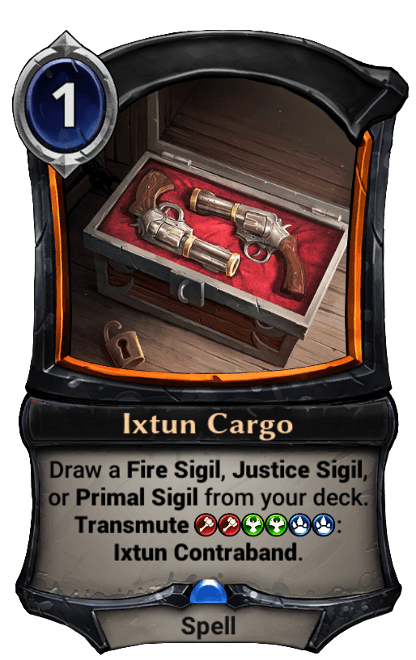 1
Ixtun Cargo
Draw a Fire Sigil, Justice Sigil,
or Primal Sigil from your deck.
Transmute :
Ixtun Contraband.
Spell